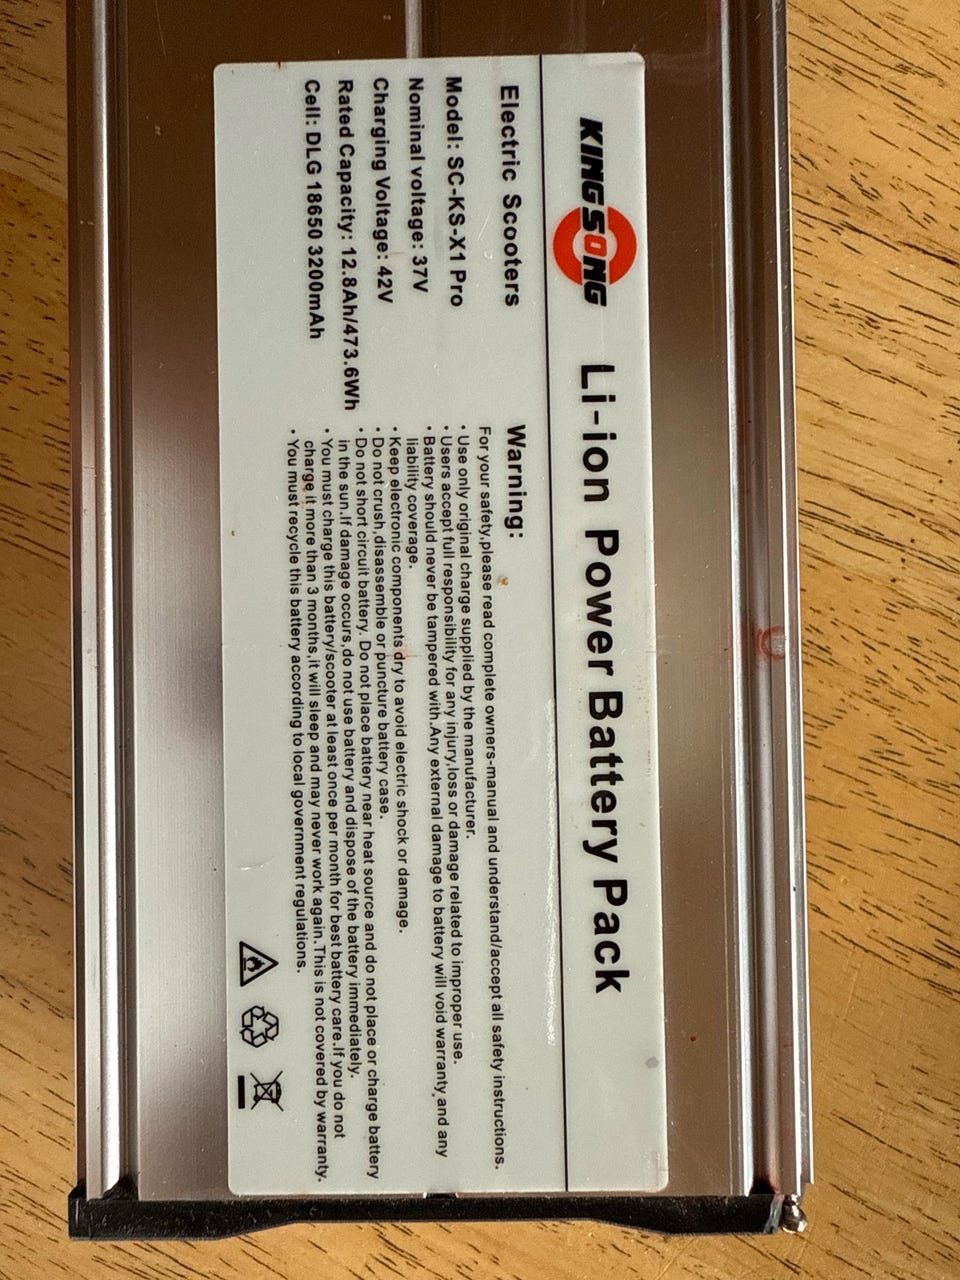 KINGSONG Li-ion Power Battery Pack
Electric Scooters
Model: SC-KS-X1 Pro
Nominal voltage: 37V
Charging Voltage: 42V
Rated Capacity: 12.8Ah/473.6Wh
Cell: DLG 18650 3200mAh
Warning:
For your safety,please read complete owners-manual and understand/accept all safety instructions.
• Use only original charge supplied by the manufacturer.
• Users accept full responsibility for any injury,loss or damage related to improper use.
• Battery should never be tampered with.Any external damage to battery will void warranty,and any
liability coverage.
• Keep electronic components dry to avoid electric shock or damage.
• Do not crush,disassemble or puncture battery case.
• Do not short circuit battery. Do not place battery near heat source and do not place or charge battery
in the sun.If damage occurs,do not use battery and dispose of the battery immediately.
• You must charge this battery/scooter at least once per month for best battery care.If you do not
charge it more than 3 months,it will sleep and may never work again.This is not covered by warranty.
• You must recycle this battery according to local government regulations.